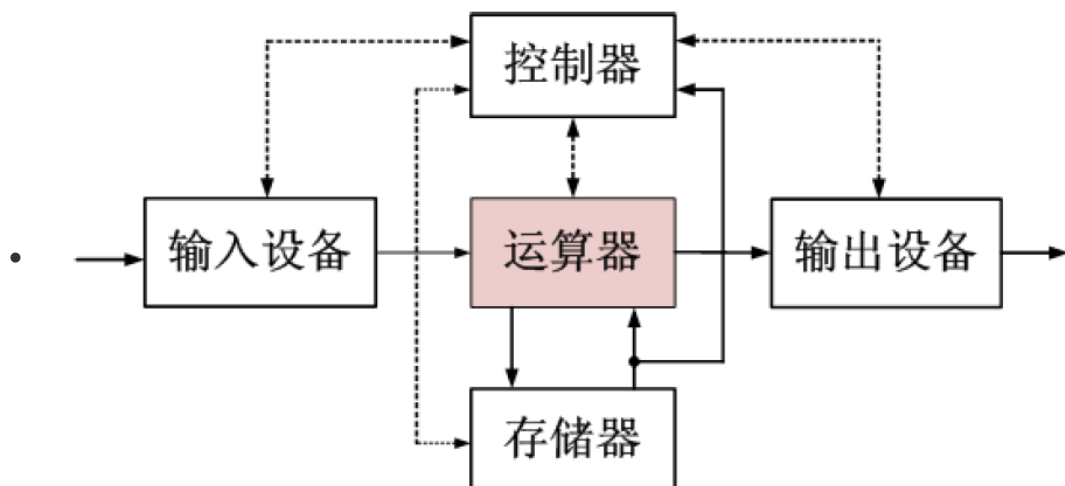 控制器
输入设备
运算器
输出设备
存储器